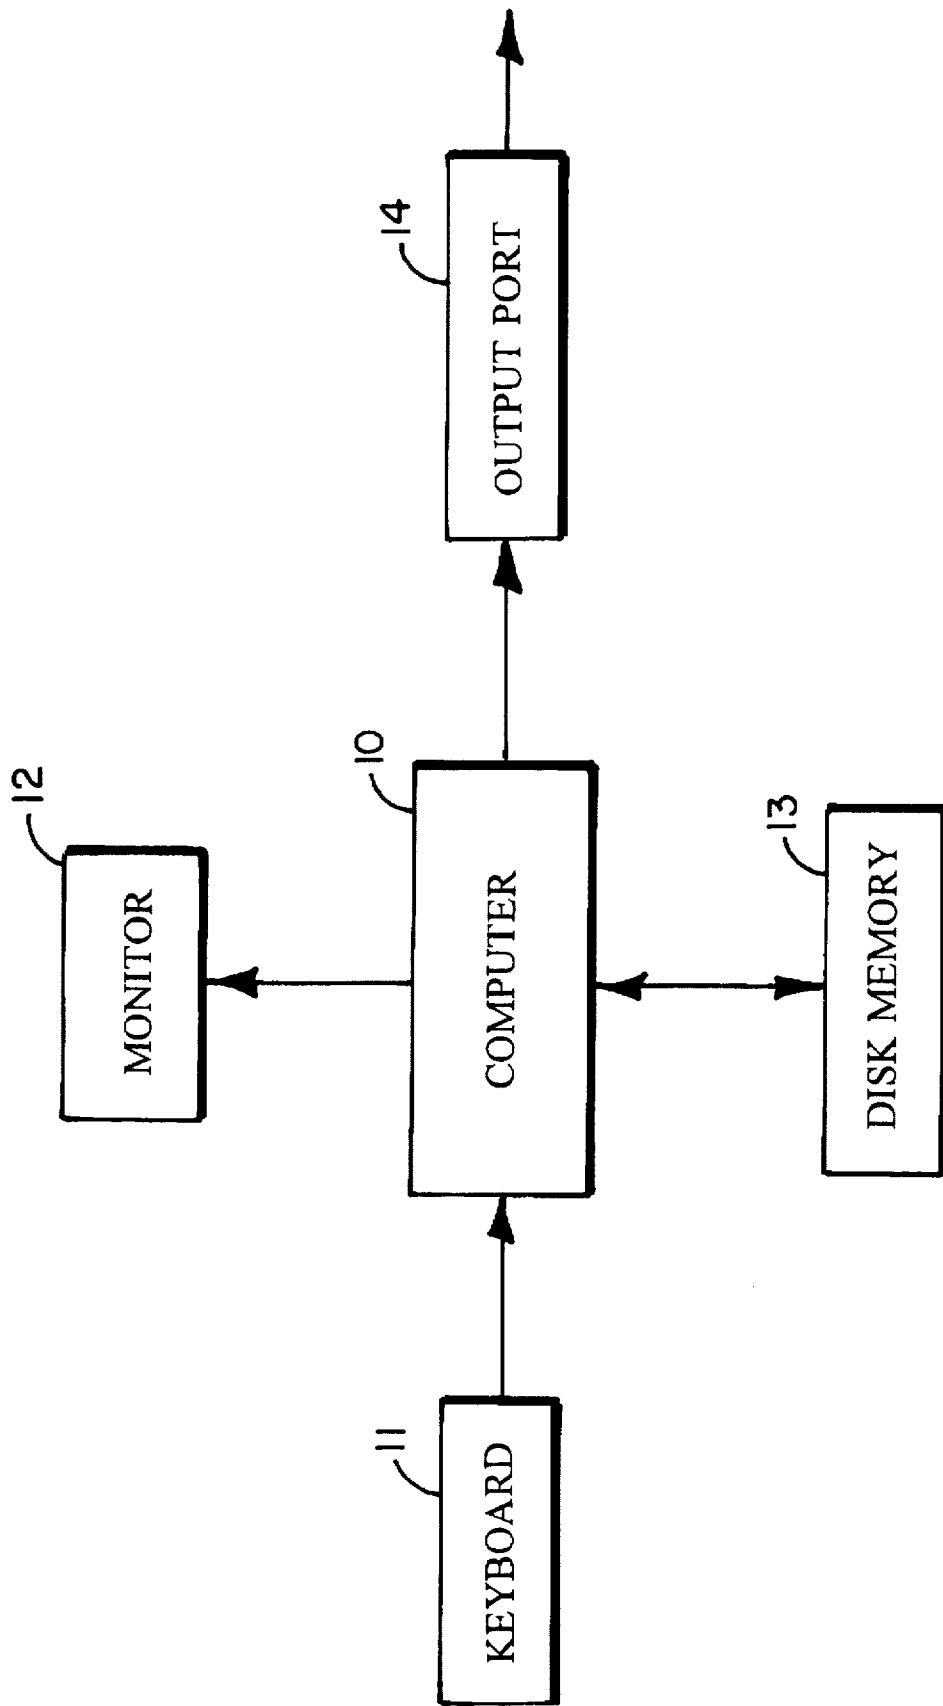 12
MONITOR
11
KEYBOARD
10
COMPUTER
14
OUTPUT PORT
13
DISK MEMORY